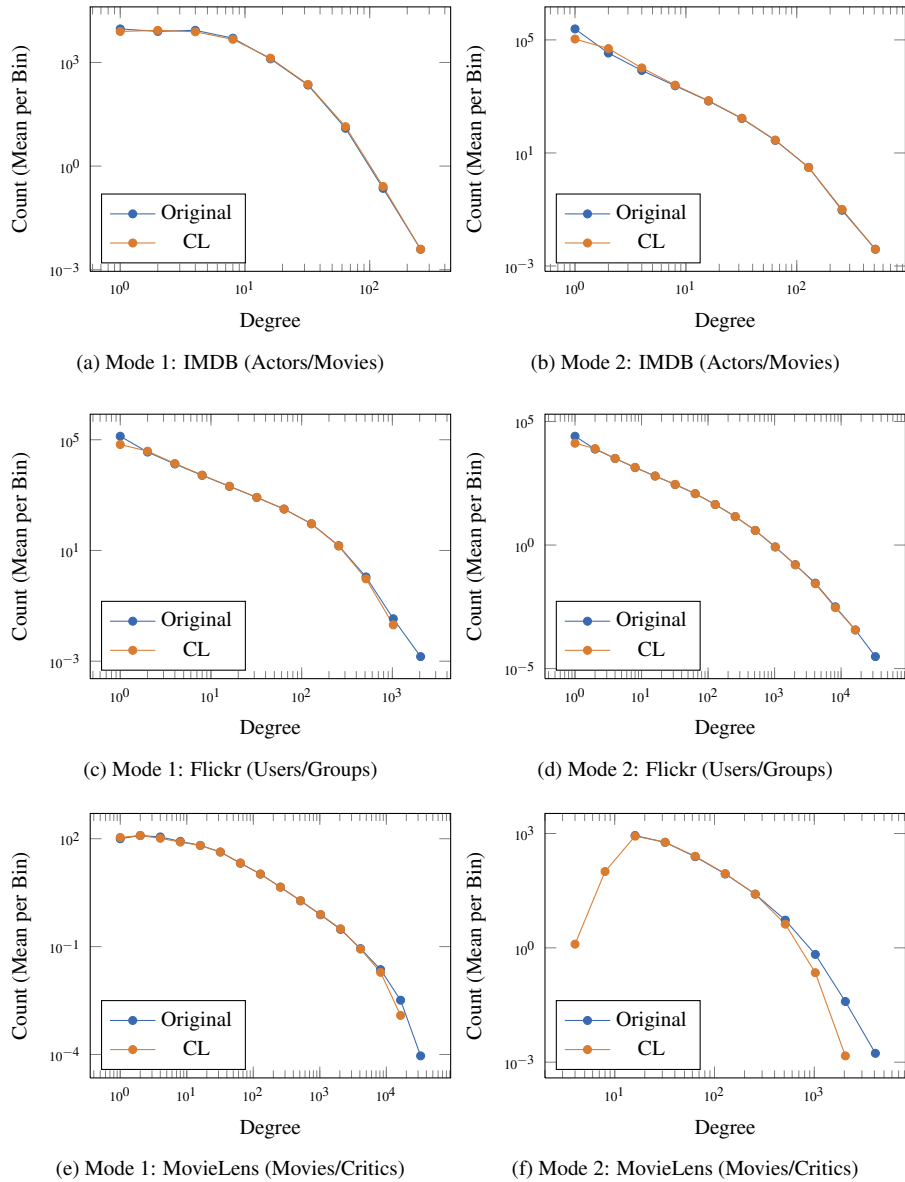 10^3
10^0
10^−3
Count (Mean per Bin)
Original
CL
10^0 10^1 10^2
Degree
(a) Mode 1: IMDB (Actors/Movies)
10^5
10^1
10^−3
Count (Mean per Bin)
Original
CL
10^0 10^1 10^2
Degree
(b) Mode 2: IMDB (Actors/Movies)
10^5
10^1
10^−3
Count (Mean per Bin)
Original
CL
10^0 10^1 10^2 10^3
Degree
(c) Mode 1: Flickr (Users/Groups)
10^5
10^0
10^−5
Count (Mean per Bin)
Original
CL
10^0 10^1 10^2 10^3 10^4
Degree
(d) Mode 2: Flickr (Users/Groups)
10^2
10^−1
10^−4
Count (Mean per Bin)
Original
CL
10^0 10^1 10^2 10^3 10^4
Degree
(e) Mode 1: MovieLens (Movies/Critics)
10^3
10^0
10^−3
Count (Mean per Bin)
Original
CL
10^1 10^2 10^3
Degree
(f) Mode 2: MovieLens (Movies/Critics)